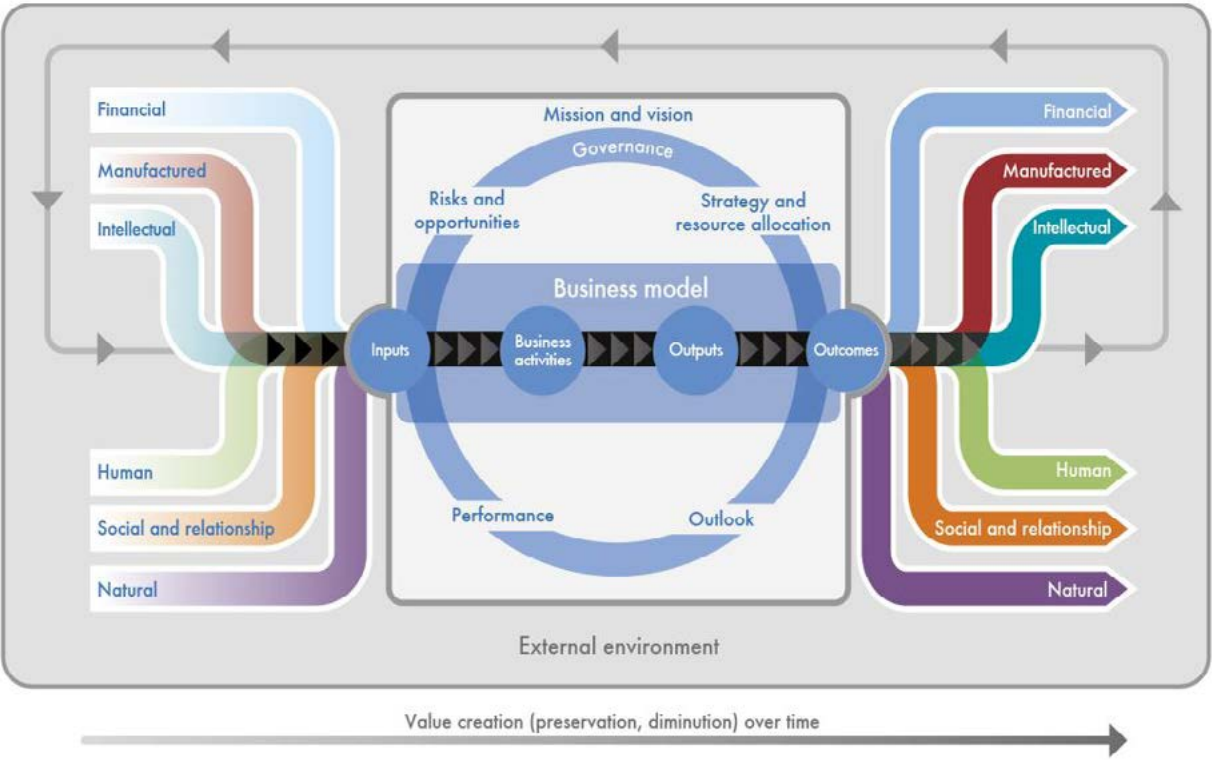 Financial
Manufactured
Intellectual
Human
Social and relationship
Natural
Mission and vision
Governance
Risks and
opportunities
Strategy and
resource allocation
Business model
Inputs
Business
activities
Outputs
Outcomes
Performance
Outlook
Financial
Manufactured
Intellectual
Human
Social and relationship
Natural
External environment
Value creation (preservation, diminution) over time